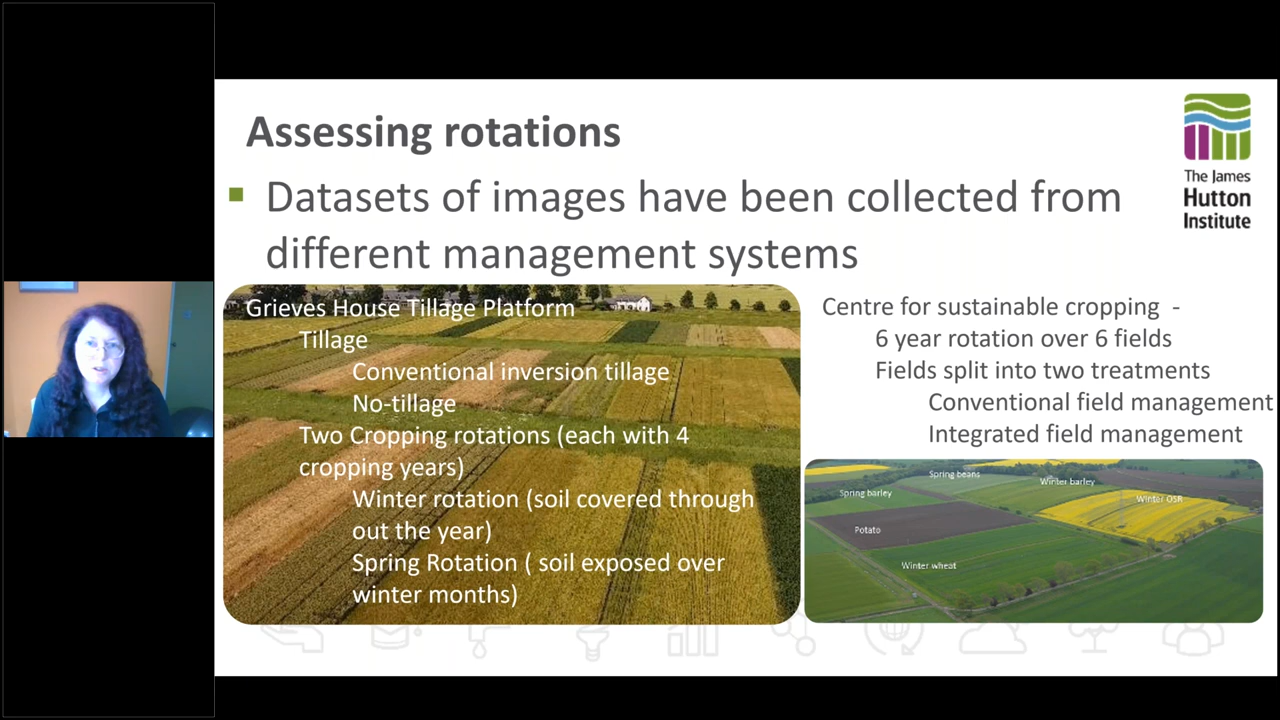 Assessing rotations
Datasets of images have been collected from
different management systems
The James
Hutton
Institute
Grieves House Tillage Platform
Tillage
Conventional inversion tillage
No-tillage
Two Cropping rotations (each with 4
cropping years)
Winter rotation (soil covered through
out the year)
Spring Rotation ( soil exposed over
winter months)
Centre for sustainable cropping -
6 year rotation over 6 fields
Fields split into two treatments
Conventional field management
Integrated field management
Spring beans
Winter barley
Spring barley
Winter OSR
Potato
Winter wheat